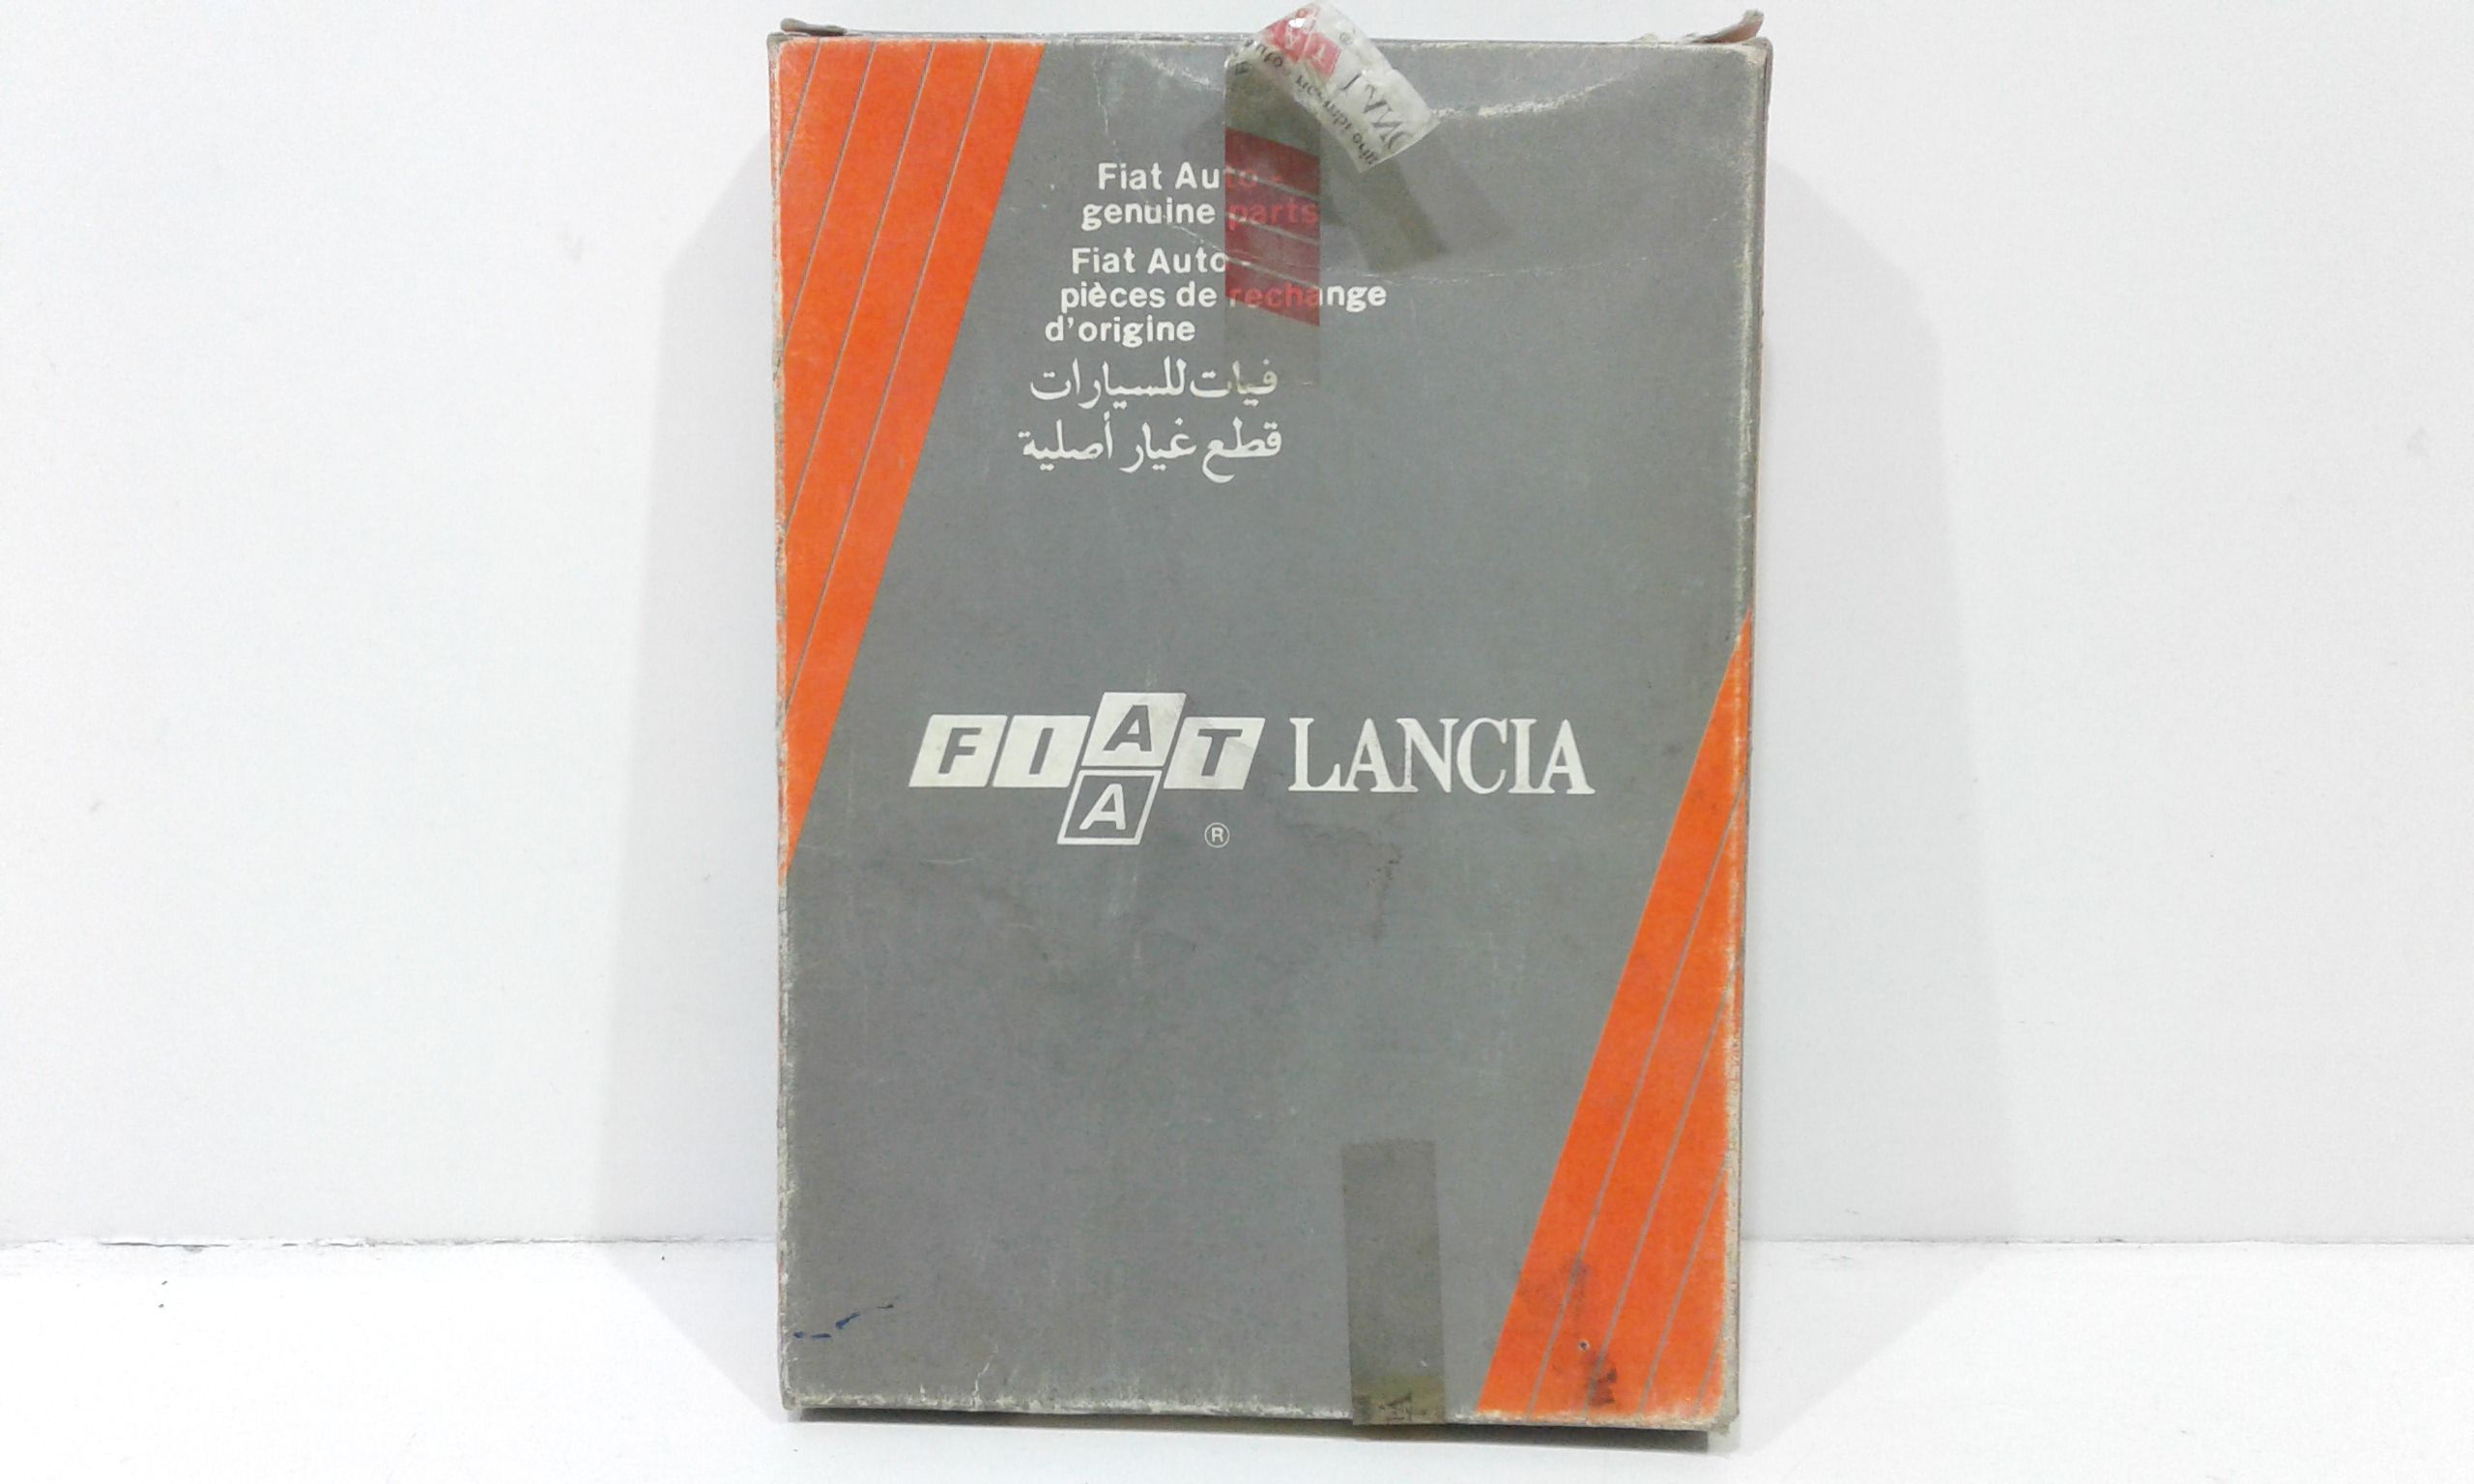 Fiat Auto -
genuine parts
Fiat Auto -
pièces de rechange
d'origine
فيات للسيارات
قطع غيار أصلية
FIAT LANCIA
A
®